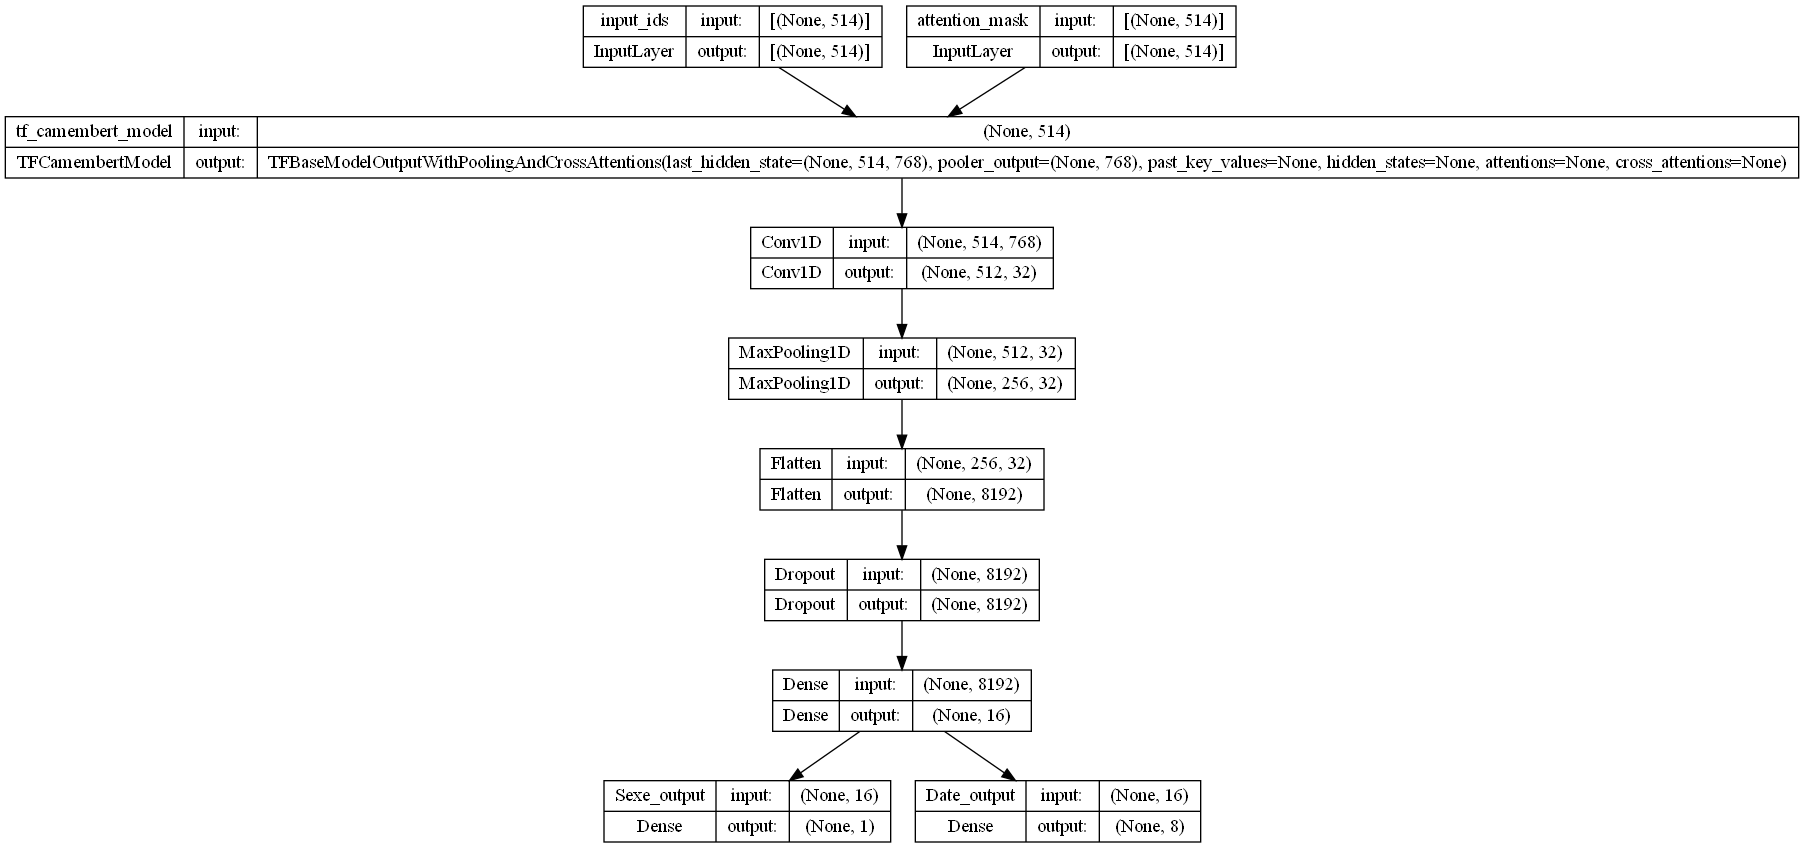 input_ids input: [(None, 514)]
InputLayer output: [(None, 514)]
attention_mask input: [(None, 514)]
InputLayer output: [(None, 514)]
tf_camembert_model input: (None, 514)
TFCamembertModel output: TFBaseModelOutputWithPoolingAndCrossAttentions(last_hidden_state=(None, 514, 768), pooler_output=(None, 768), past_key_values=None, hidden_states=None, attentions=None, cross_attentions=None)
Conv1D input: (None, 514, 768)
Conv1D output: (None, 512, 32)
MaxPooling1D input: (None, 512, 32)
MaxPooling1D output: (None, 256, 32)
Flatten input: (None, 256, 32)
Flatten output: (None, 8192)
Dropout input: (None, 8192)
Dropout output: (None, 8192)
Dense input: (None, 8192)
Dense output: (None, 16)
Sexe_output input: (None, 16)
Dense output: (None, 1)
Date_output input: (None, 16)
Dense output: (None, 8)